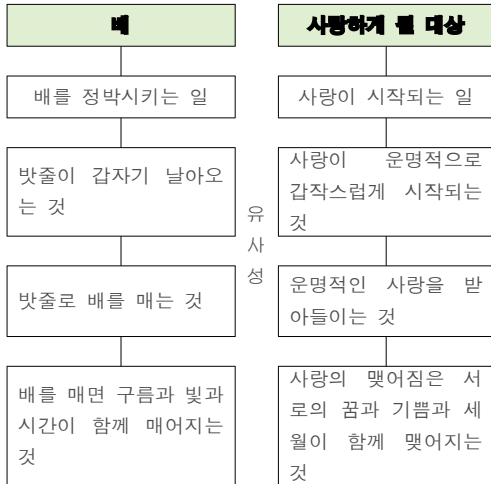 배
사랑하게 될 대상
배를 정박시키는 일
사랑이 시작되는 일
밧줄이 갑자기 날아오
는 것
사랑이 운명적으로
갑작스럽게 시작되는
것
유
사
성
밧줄로 배를 매는 것
운명적인 사랑을 받
아들이는 것
배를 매면 구름과 빛과
시간이 함께 매어지는
것
사랑의 맺어짐은 서
로의 꿈과 기쁨과 세
월이 함께 맺어지는
것